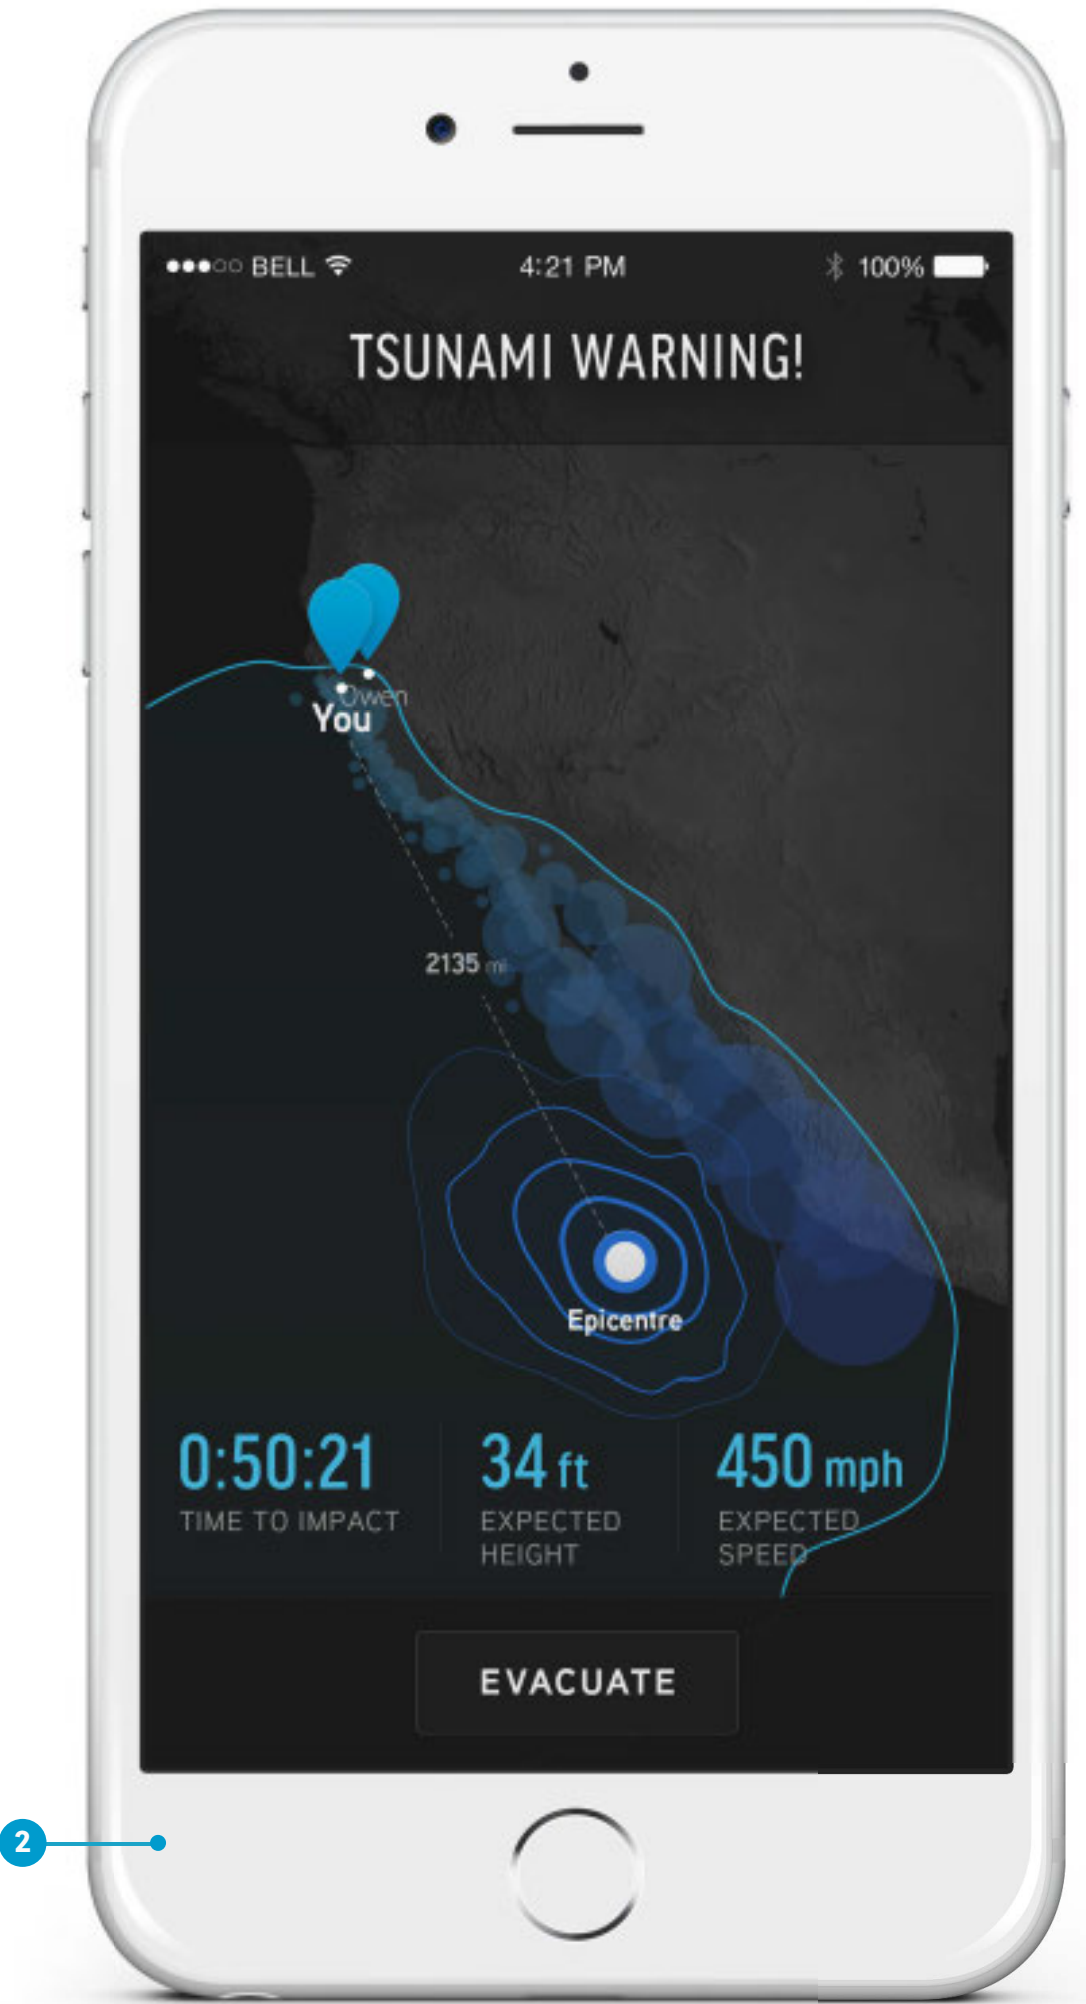 BELL 4:21 PM 100%
TSUNAMI WARNING!
Owen
You
2135 mi
Epicentre
0:50:21 34 ft 450 mph
TIME TO IMPACT EXPECTED EXPECTED
HEIGHT SPEED
EVACUATE
2